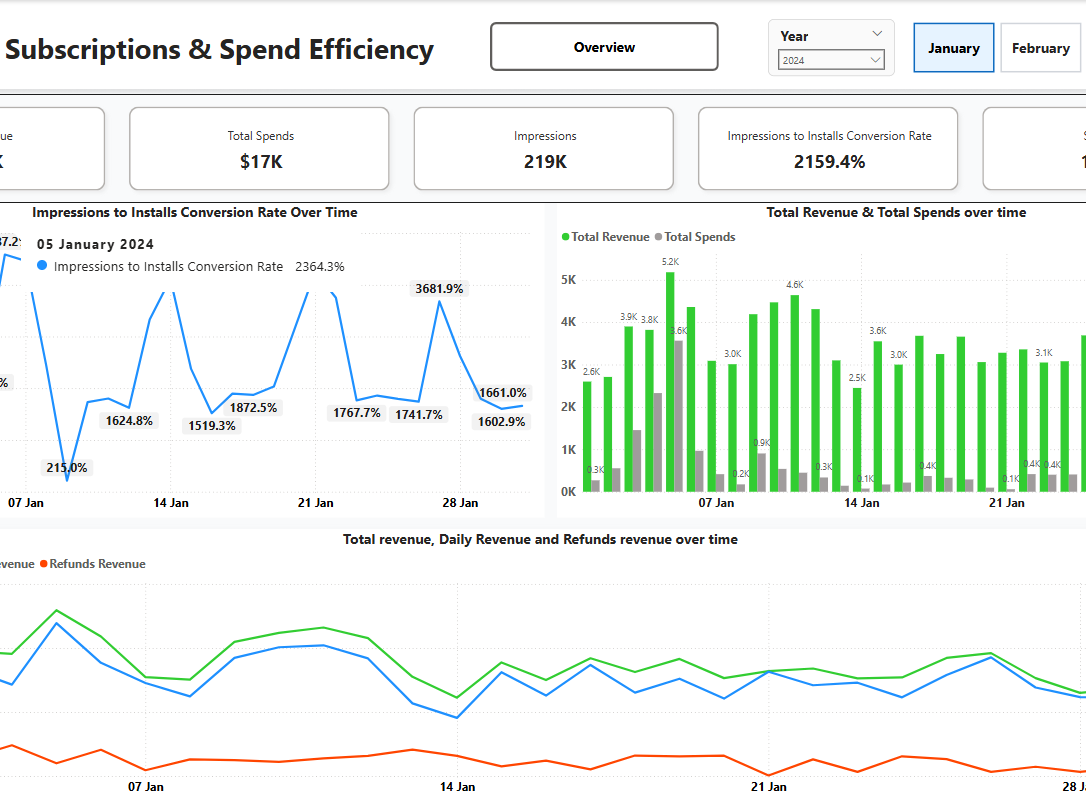 Subscriptions & Spend Efficiency
Overview
Year
2024
January
February
ue
K
Total Spends
$17K
Impressions
219K
Impressions to Installs Conversion Rate
2159.4%
Impressions to Installs Conversion Rate Over Time
05 January 2024
Impressions to Installs Conversion Rate 2364.3%
3681.9%
1661.0%
1872.5%
1767.7%
1741.7%
1624.8%
1519.3%
1602.9%
215.0%
%
07 Jan
14 Jan
21 Jan
28 Jan
Total Revenue & Total Spends over time
Total Revenue Total Spends
5K
4K
3K
2K
1K
0K
5.2K
4.6K
3.9K
3.8K
3.6K
3.6K
3.0K
3.0K
3.1K
2.6K
2.5K
0.9K
0.3K
0.2K
0.3K
0.1K
0.4K
0.1K
0.4K
0.4K
07 Jan
14 Jan
21 Jan
Total revenue, Daily Revenue and Refunds revenue over time
evenue Refunds Revenue
07 Jan
14 Jan
21 Jan
28